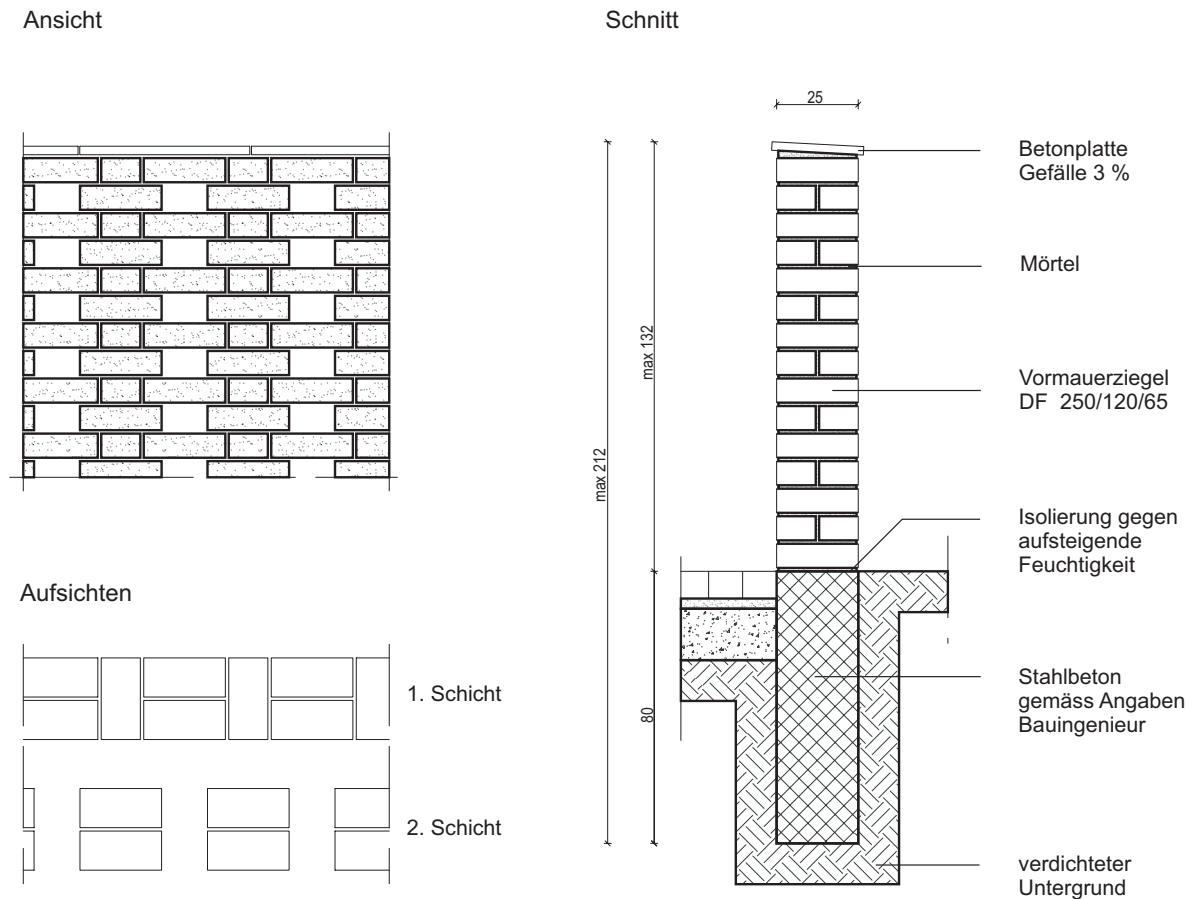 Ansicht
Schnitt
25
Betonplatte
Gefälle 3 %
Mörtel
max 132
Vormauerziegel
DF 250/120/65
max 212
Isolierung gegen
aufsteigende
Feuchtigkeit
Aufsichten
1. Schicht
Stahlbeton
gemäss Angaben
Bauingenieur
80
2. Schicht
verdichteter
Untergrund